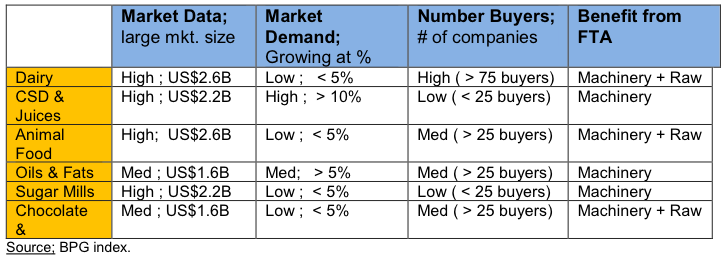 Market Data; Market Number Buyers; Benefit from
large mkt. size Demand; # of companies FTA
Growing at %
Dairy High ; US$2.6B Low ; < 5% High ( > 75 buyers) Machinery + Raw
CSD & High ; US$2.2B High ; > 10% Low ( < 25 buyers) Machinery
Juices
Animal High; US$2.6B Low ; < 5% Med ( > 25 buyers) Machinery + Raw
Food
Oils & Fats Med ; US$1.6B Med; > 5% Med ( > 25 buyers) Machinery
Sugar Mills High ; US$2.2B Low ; < 5% Low ( < 25 buyers) Machinery
Chocolate Med ; US$1.6B Low ; < 5% Med ( > 25 buyers) Machinery + Raw
&
Source; BPG index.